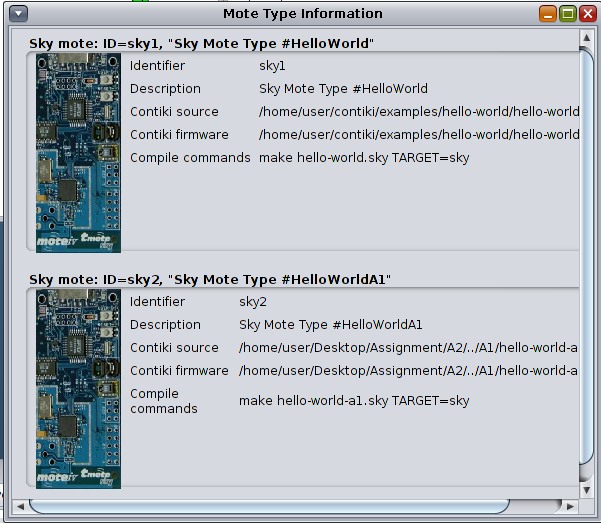 Mote Type Information
Sky mote: ID=sky1, "Sky Mote Type #HelloWorld"
Identifier sky1
Description Sky Mote Type #HelloWorld
Contiki source /home/user/contiki/examples/hello-world/hello-world
Contiki firmware /home/user/contiki/examples/hello-world/hello-world
Compile commands make hello-world.sky TARGET=sky
moteiv tmote sky
Sky mote: ID=sky2, "Sky Mote Type #HelloWorldA1"
Identifier sky2
Description Sky Mote Type #HelloWorldA1
Contiki source /home/user/Desktop/Assignment/A2/../A1/hello-world-a
Contiki firmware /home/user/Desktop/Assignment/A2/../A1/hello-world-a
Compile
commands make hello-world-a1.sky TARGET=sky
moteiv tmote sky